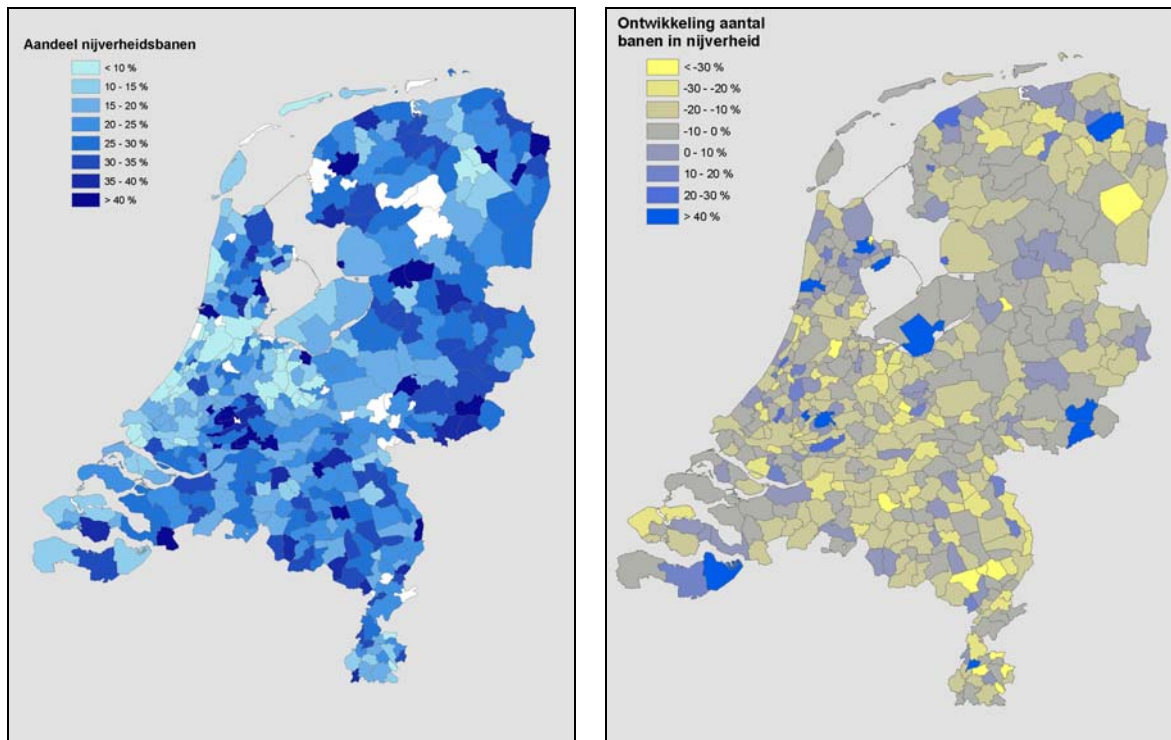 Aandeel nijverheidsbanen
< 10 %
10 - 15 %
15 - 20 %
20 - 25 %
25 - 30 %
30 - 35 %
35 - 40 %
> 40 %
Ontwikkeling aantal
banen in nijverheid
< -30 %
-30 - -20 %
-20 - -10 %
-10 - 0 %
0 - 10 %
10 - 20 %
20 -30 %
> 40 %